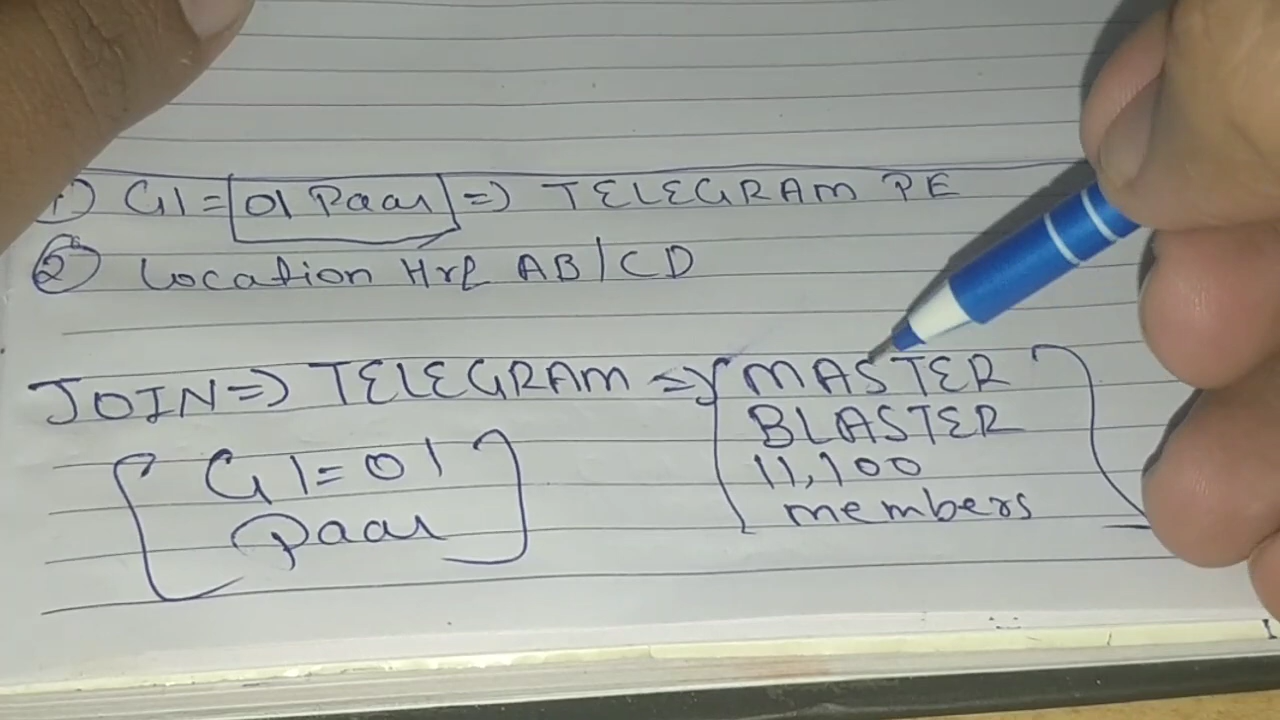 1) G1 = 01 Paar => TELEGRAM PE
2) Location Hrf AB/CD
JOIN => TELEGRAM => MASTER
BLASTER
11,100
members
G1 = 01
Paar